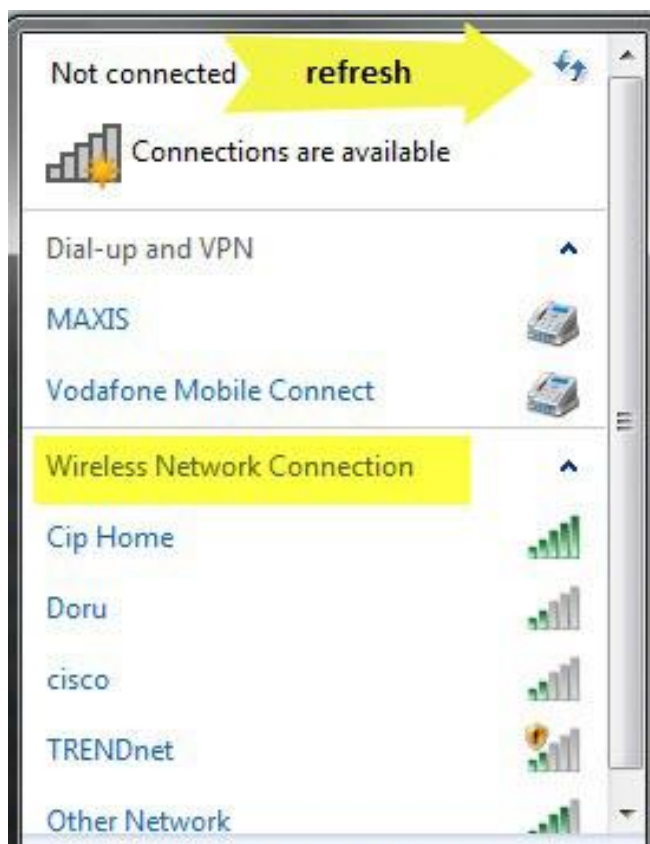 Not connected refresh
Connections are available
Dial-up and VPN
MAXIS
Vodafone Mobile Connect
Wireless Network Connection
Cip Home
Doru
cisco
TRENDnet
Other Network